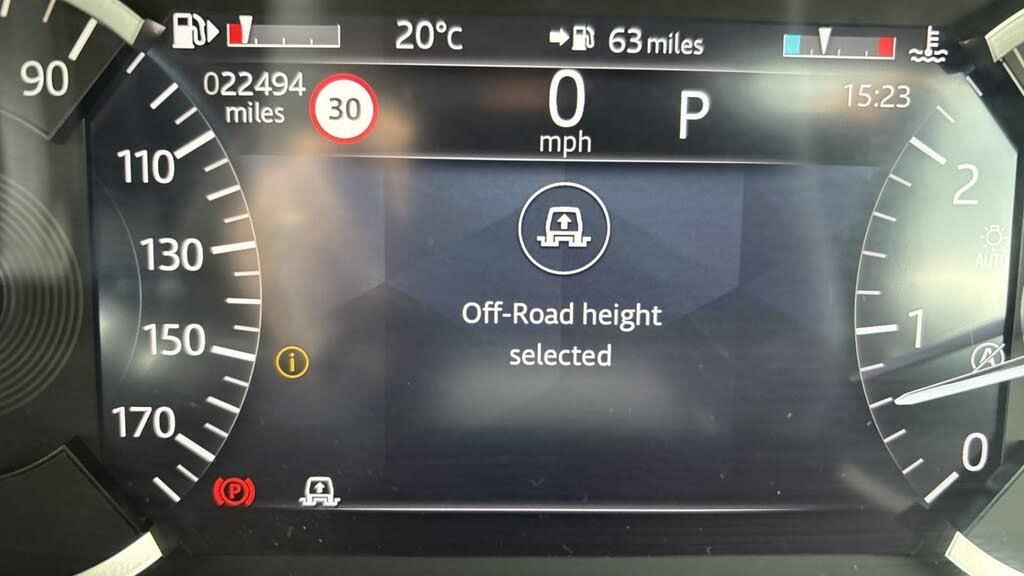 20°C
63 miles
90
022494
miles
30
0
mph
P
15:23
110
130
150
170
Off-Road height
selected
i
P
2
AUTO
1
A
0